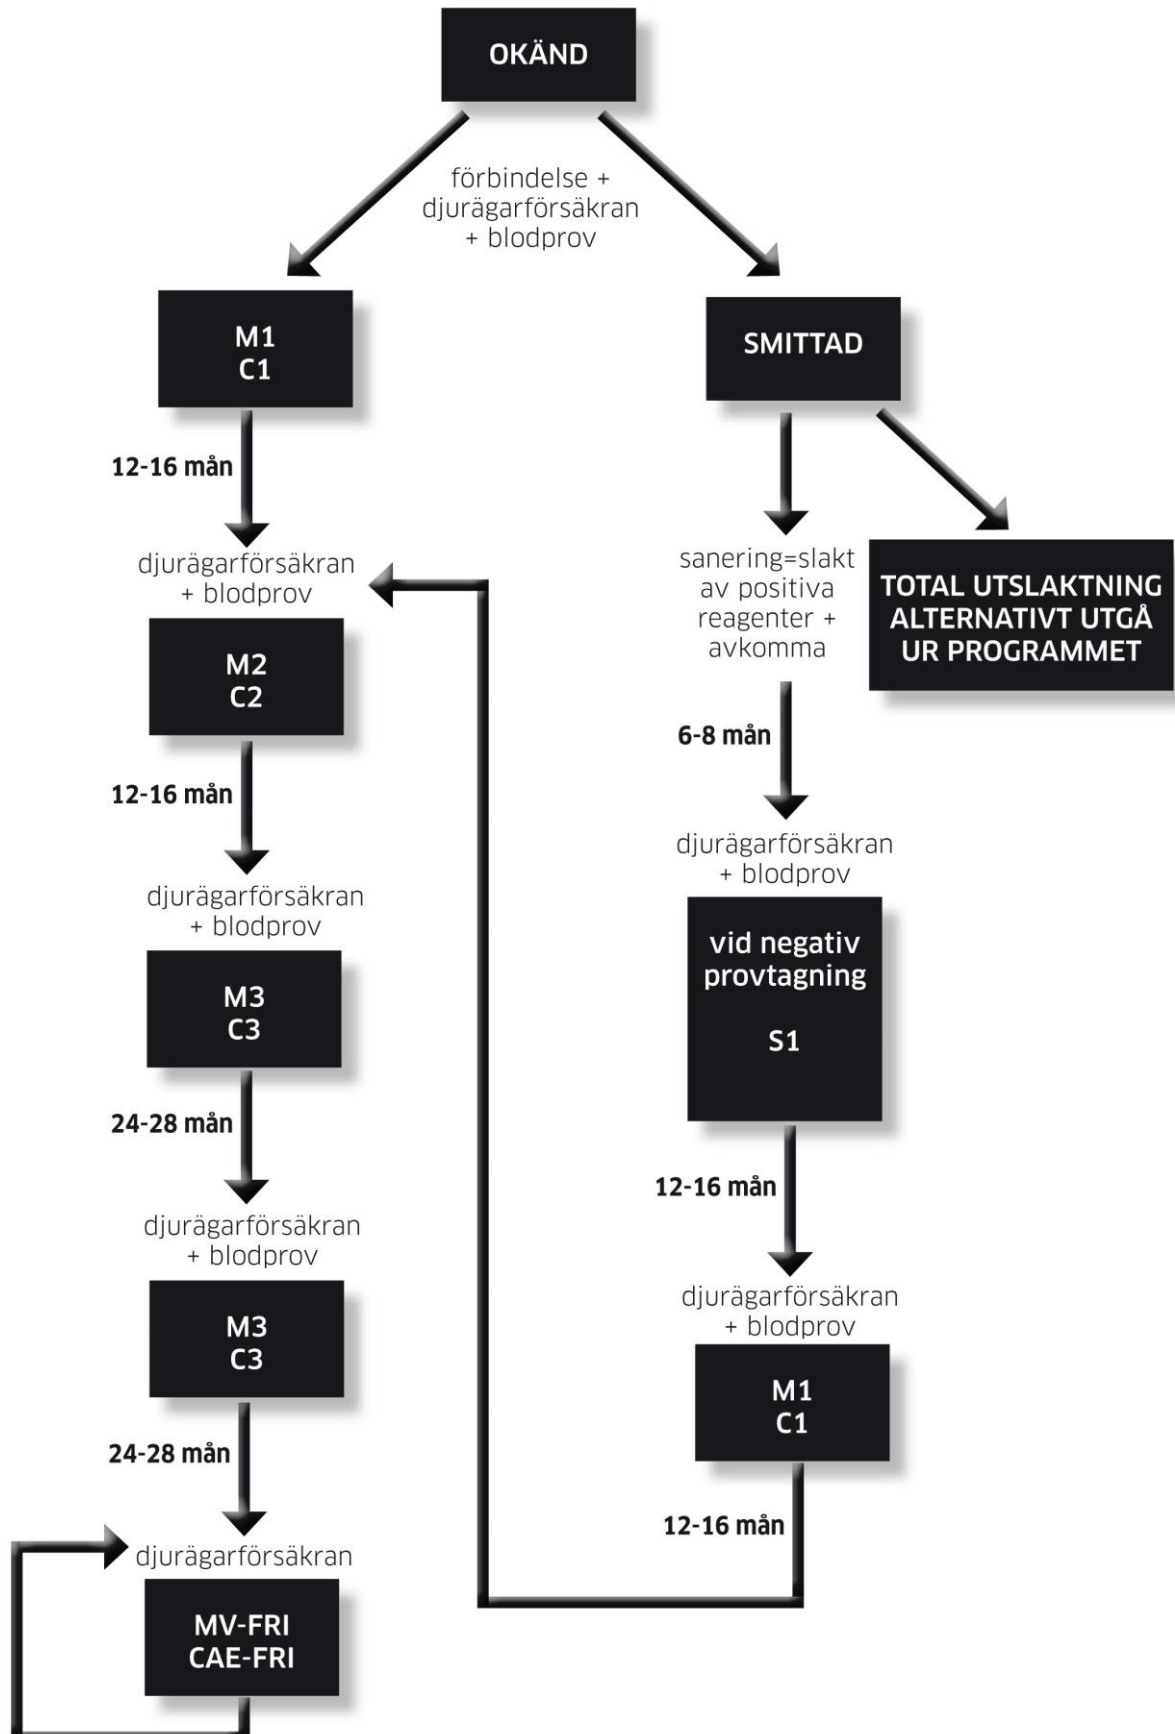 OKÄND
förbindelse +
djurägarförsäkran
+ blodprov
M1
C1
12-16 mån
djurägarförsäkran
+ blodprov
M2
C2
12-16 mån
djurägarförsäkran
+ blodprov
M3
C3
24-28 mån
djurägarförsäkran
+ blodprov
M3
C3
24-28 mån
djurägarförsäkran
MV-FRI
CAE-FRI
SMITTAD
sanering=slakt
av positiva
reagenter +
avkomma
TOTAL UTSLAKTNING
ALTERNATIVT UTGÅ
UR PROGRAMMET
6-8 mån
djurägarförsäkran
+ blodprov
vid negativ
provtagning
S1
12-16 mån
djurägarförsäkran
+ blodprov
M1
C1
12-16 mån